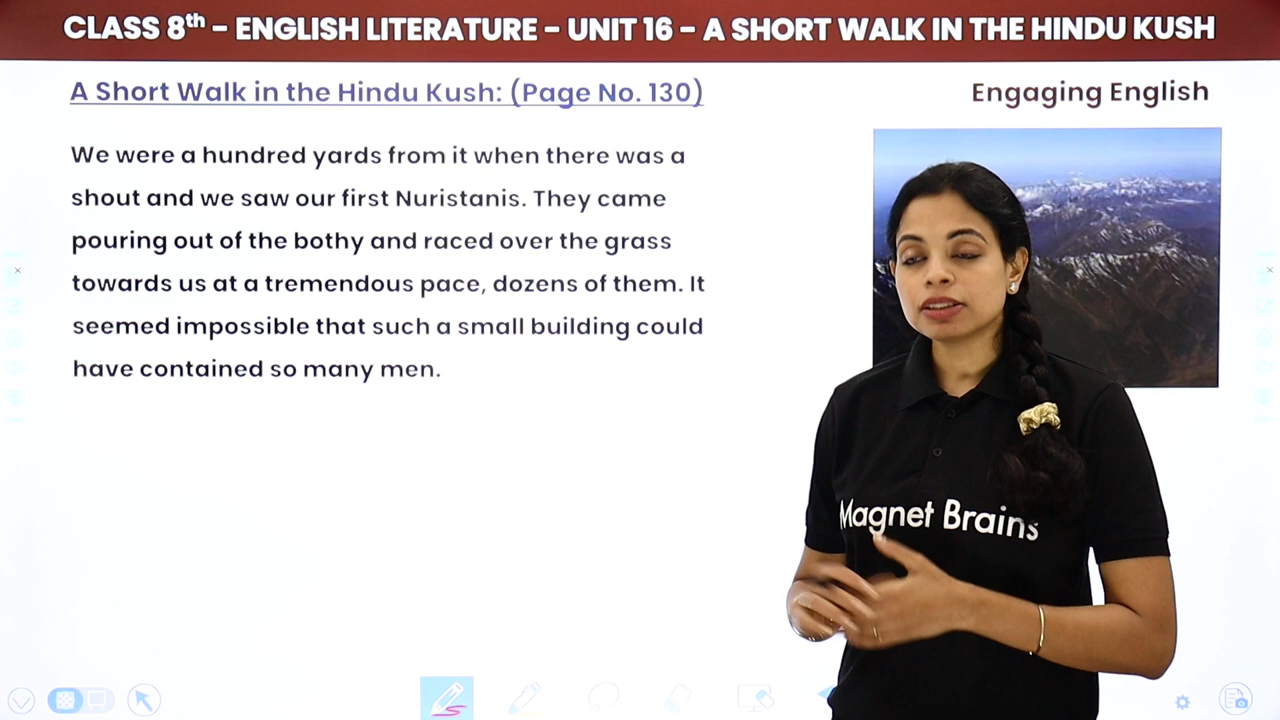 CLASS 8th - ENGLISH LITERATURE - UNIT 16 - A SHORT WALK IN THE HINDU KUSH
A Short Walk in the Hindu Kush: (Page No. 130)
Engaging English
We were a hundred yards from it when there was a
shout and we saw our first Nuristanis. They came
pouring out of the bothy and raced over the grass
towards us at a tremendous pace, dozens of them. It
seemed impossible that such a small building could
have contained so many men.
Magnet Brains